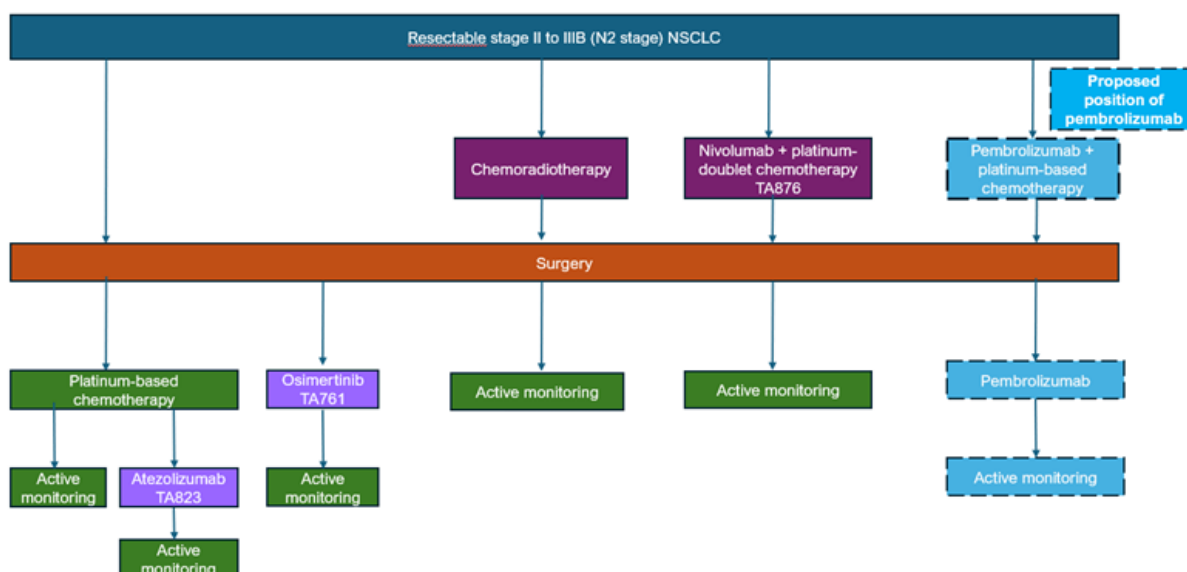 Resectable stage II to IIIB (N2 stage) NSCLC
Proposed
position of
pembrolizumab
Chemoradiotherapy
Nivolumab + platinum-
doublet chemotherapy
TA876
Pembrolizumab +
platinum-based
chemotherapy
Surgery
Platinum-based
chemotherapy
Osimertinib
TA761
Active monitoring
Active monitoring
Pembrolizumab
Active
monitoring
Atezolizumab
TA823
Active
monitoring
Active monitoring
Active
monitoring